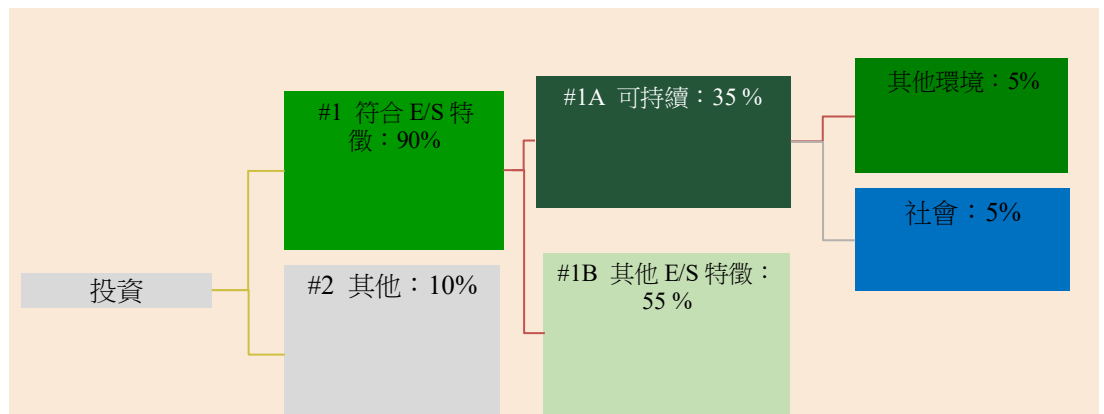 投資
#1 符合 E/S 特
徵：90%
#2 其他：10%
#1A 可持續：35 %
#1B 其他 E/S 特徵：
55 %
其他環境：5%
社會：5%